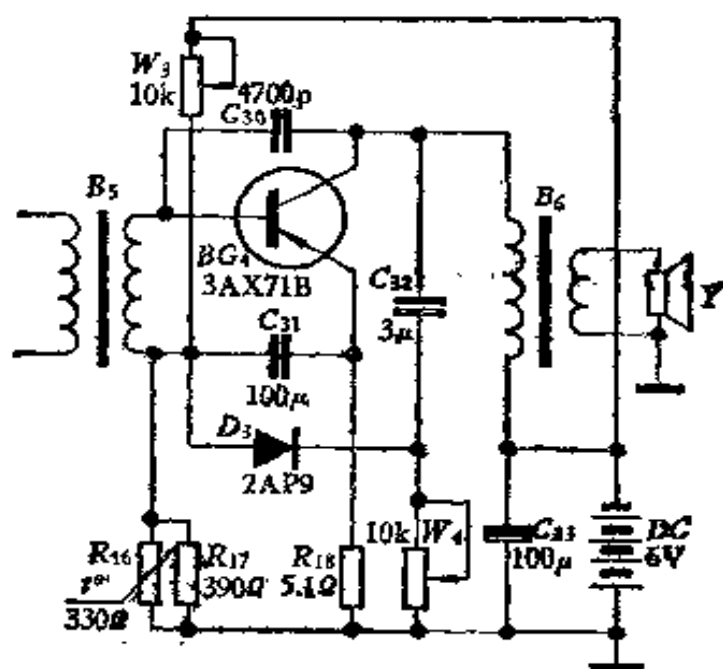 W₃
10k
4700p
C₃₀
B₅
B₆
BG₄
3AX71B
C₃₂
3μ
Y
C₃₁
100μ
D₃
2AP9
10k W₄
C₃₃
100μ
DC
6V
R₁₆
t°
330Ω
R₁₇
390Ω
R₁₈
5.1Ω